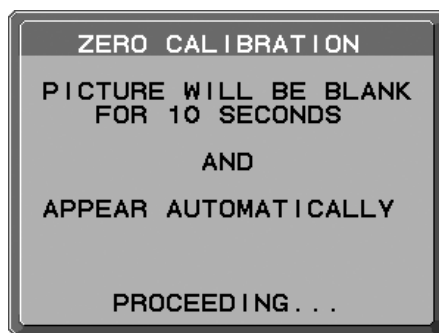 ZERO CALIBRATION
PICTURE WILL BE BLANK
FOR 10 SECONDS
AND
APPEAR AUTOMATICALLY
PROCEEDING...